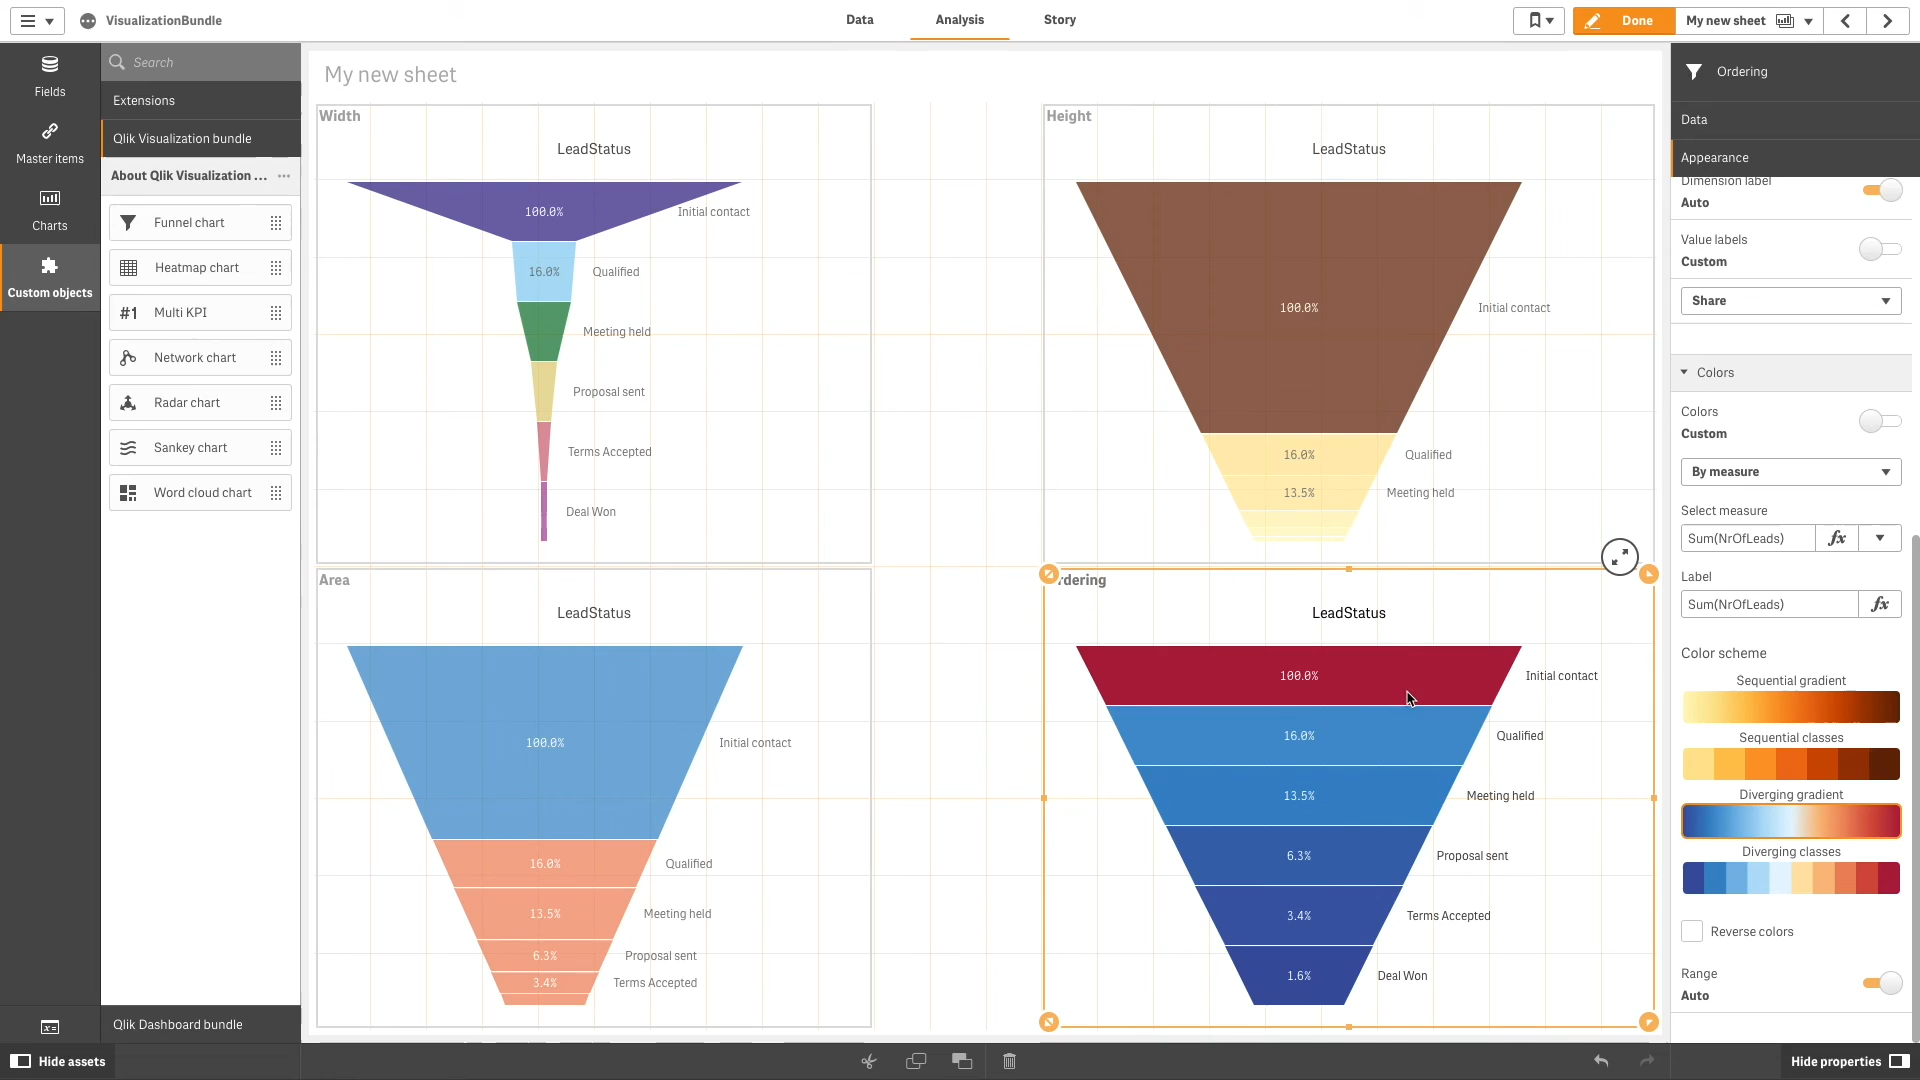 VisualizationBundle
Data
Analysis
Story
Done
My new sheet
Fields
Master items
Charts
Custom objects
Search
Extensions
Qlik Visualization bundle
About Qlik Visualization ...
Funnel chart
Heatmap chart
#1 Multi KPI
Network chart
Radar chart
Sankey chart
Word cloud chart
Qlik Dashboard bundle
Hide assets
My new sheet
Width
LeadStatus
100.0%
Initial contact
16.0%
Qualified
Meeting held
Proposal sent
Terms Accepted
Deal Won
Height
LeadStatus
100.0%
Initial contact
16.0%
Qualified
13.5%
Meeting held
Area
LeadStatus
100.0%
Initial contact
16.0%
Qualified
13.5%
Meeting held
6.3%
Proposal sent
3.4%
Terms Accepted
rdering
LeadStatus
100.0%
Initial contact
16.0%
Qualified
13.5%
Meeting held
6.3%
Proposal sent
3.4%
Terms Accepted
1.6%
Deal Won
Ordering
Data
Appearance
Dimension label
Auto
Value labels
Custom
Share
Colors
Colors
Custom
By measure
Select measure
Sum(NrOfLeads)
fx
Label
Sum(NrOfLeads)
fx
Color scheme
Sequential gradient
Sequential classes
Diverging gradient
Diverging classes
Reverse colors
Range
Auto
Hide properties